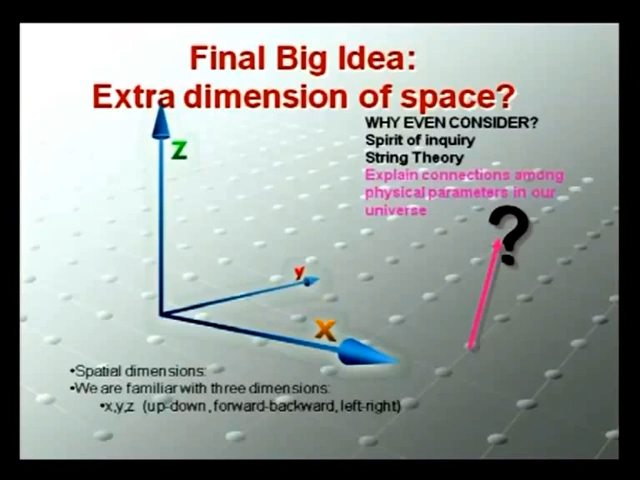 Final Big Idea:
Extra dimension of space?
WHY EVEN CONSIDER?
Spirit of inquiry
String Theory
Explain connections among
physical parameters in our
universe
Z
?
y
X
•Spatial dimensions:
•We are familiar with three dimensions:
•x,y,z (up-down, forward-backward, left-right)